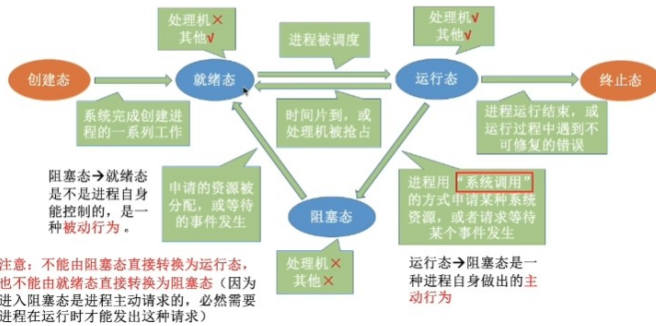 处理机×
其他√
进程被调度
处理机√
其他√
创建态
就绪态
运行态
终止态
系统完成创建进
程的一系列工作
时间片到，或
处理机被抢占
进程运行结束，或
运行过程中遇到不
可修复的错误
阻塞态→就绪态
是不是进程自身
能控制的，是一
种被动行为。
申请的资源被
分配，或等待
的事件发生
阻塞态
进程用“系统调用”
的方式申请某种系统
资源，或者请求等待
某个事件发生
处理机×
其他×
运行态→阻塞态是一
种进程自身做出的主
动行为
注意：不能由阻塞态直接转换为运行态，
也不能由就绪态直接转换为阻塞态（因为
进入阻塞态是进程主动请求的，必然需要
进程在运行时才能发出这种请求）